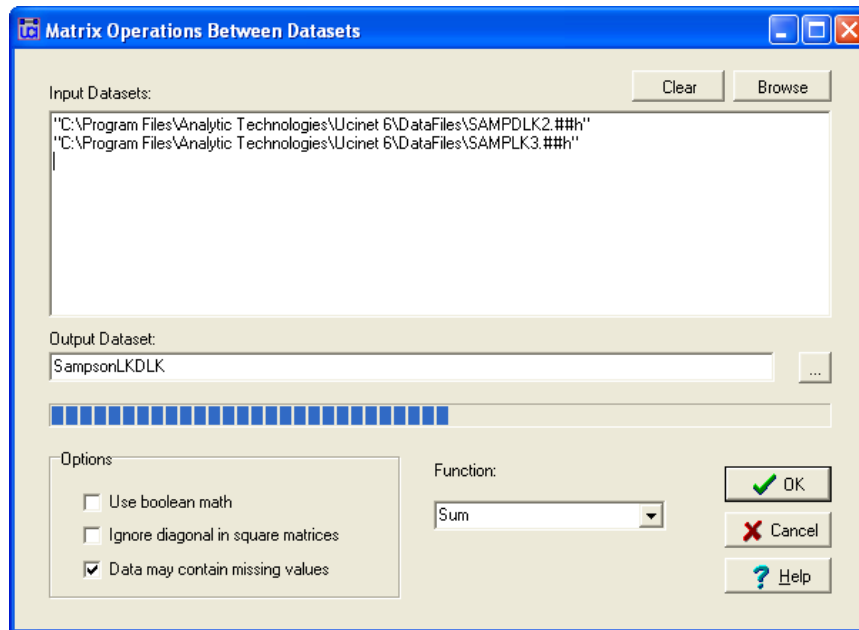 Matrix Operations Between Datasets
Input Datasets:
Clear
Browse
"C:\Program Files\Analytic Technologies\Ucinet 6\DataFiles\SAMPDLK2.##h"
"C:\Program Files\Analytic Technologies\Ucinet 6\DataFiles\SAMPLK3.##h"
Output Dataset:
SampsonLKDLK
...
Options
Use boolean math
Ignore diagonal in square matrices
Data may contain missing values
Function:
Sum
OK
Cancel
Help